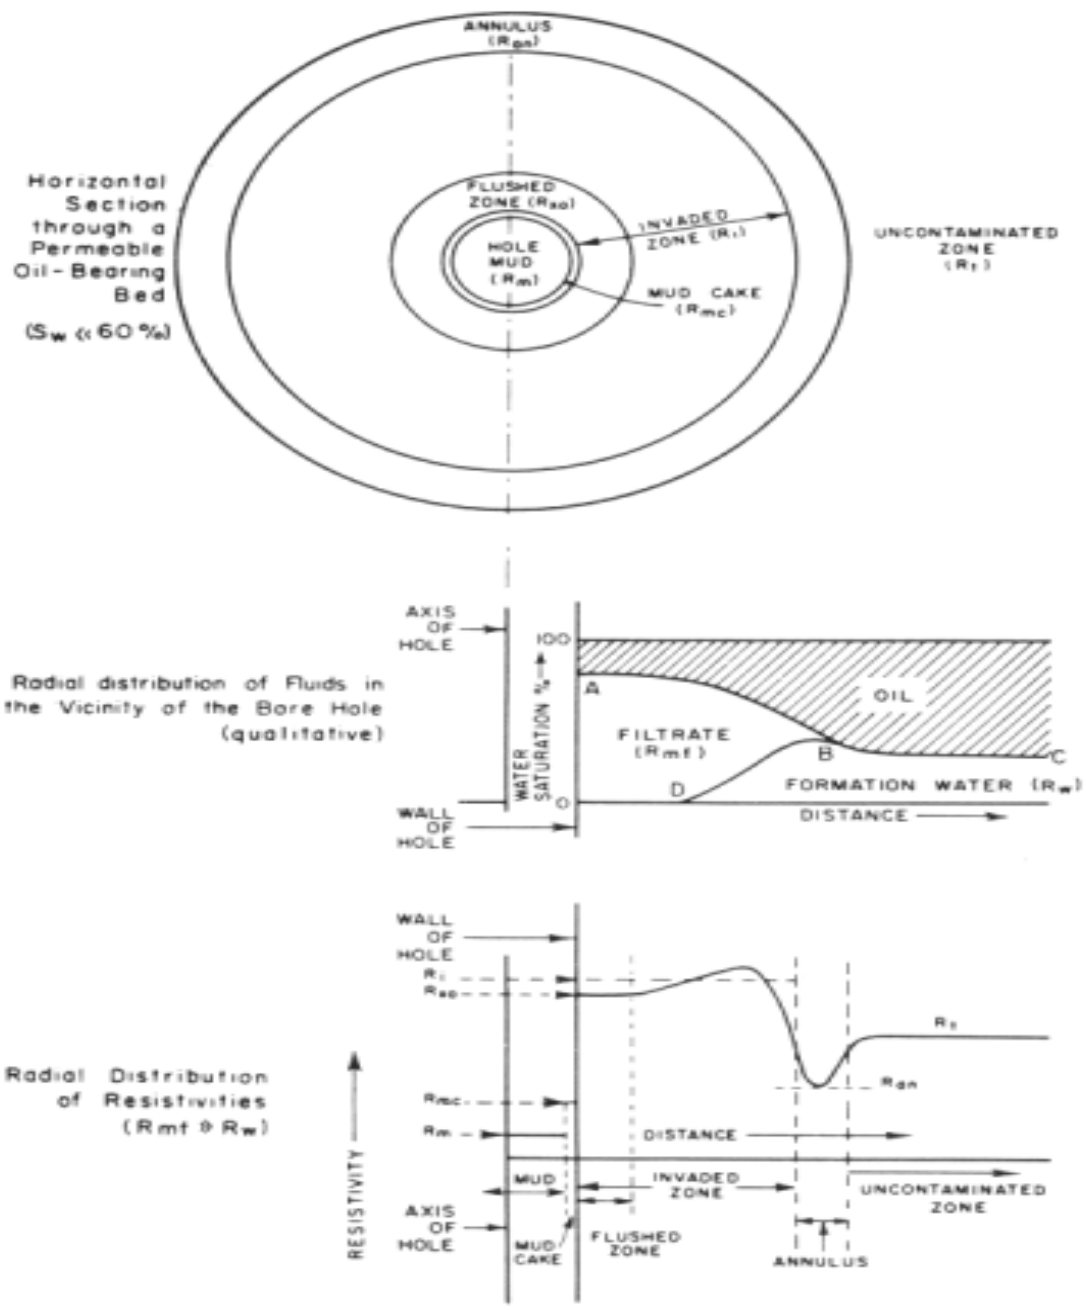 ANNULUS
(Ran)
Horizontal
Section
through a
Permeable
Oil-Bearing
Bed
(Sw << 60 %)
FLUSHED
ZONE (Rxo)
INVADED
ZONE (Ri)
HOLE
MUD
(Rm)
MUD CAKE
(Rmc)
UNCONTAMINATED
ZONE
(Rt)
AXIS
OF
HOLE
Radial distribution of Fluids in
the Vicinity of the Bore Hole
(qualitative)
WATER
SATURATION %
100
0
A
OIL
FILTRATE
(Rmf)
B
C
D
FORMATION WATER (Rw)
DISTANCE
WALL
OF
HOLE
WALL
OF
HOLE
Ri
Rxo
Rt
Ran
Radial Distribution
of Resistivities
(Rmf >> Rw)
RESISTIVITY
Rmc
Rm
DISTANCE
MUD
INVADED
ZONE
UNCONTAMINATED
ZONE
AXIS
OF
HOLE
MUD
CAKE
FLUSHED
ZONE
ANNULUS